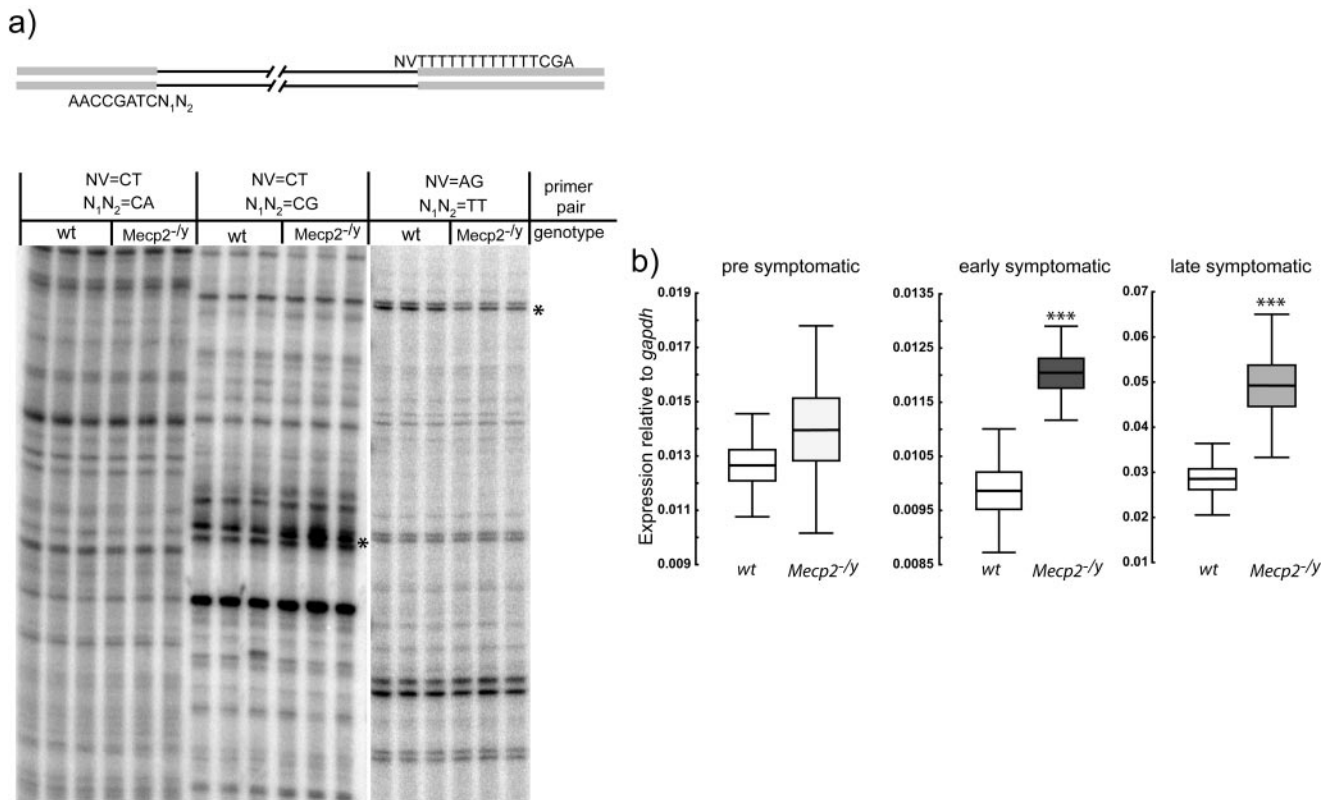 a)
NVTTTTTTTTTTTTTCGA
AACCGATCN₁N₂
NV=CT NV=CT NV=AG primer
N₁N₂=CA N₁N₂=CG N₁N₂=TT pair
wt Mecp2⁻/ʸ wt Mecp2⁻/ʸ wt Mecp2⁻/ʸ genotype
*
*
b)
pre symptomatic early symptomatic late symptomatic
Expression relative to gapdh
0.019
0.017
0.015
0.013
0.011
0.009
wt Mecp2⁻/ʸ
0.0135
0.0125
0.0115
0.0105
0.0095
0.0085
***
wt Mecp2⁻/ʸ
0.07
0.06
0.05
0.04
0.03
0.02
0.01
***
wt Mecp2⁻/ʸ